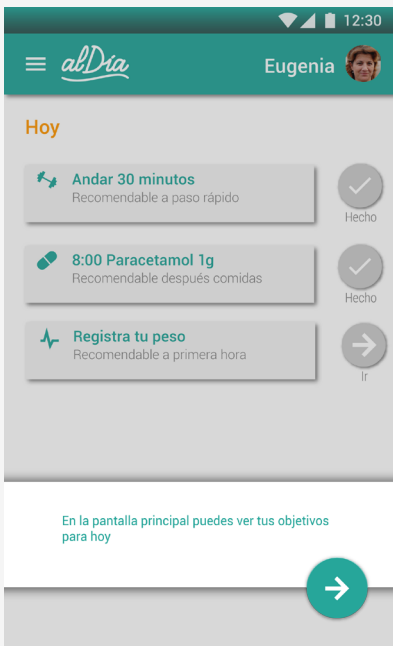 12:30
alDía
Eugenia
Hoy
Andar 30 minutos
Recomendable a paso rápido
Hecho
8:00 Paracetamol 1g
Recomendable después comidas
Hecho
Registra tu peso
Recomendable a primera hora
Ir
En la pantalla principal puedes ver tus objetivos
para hoy